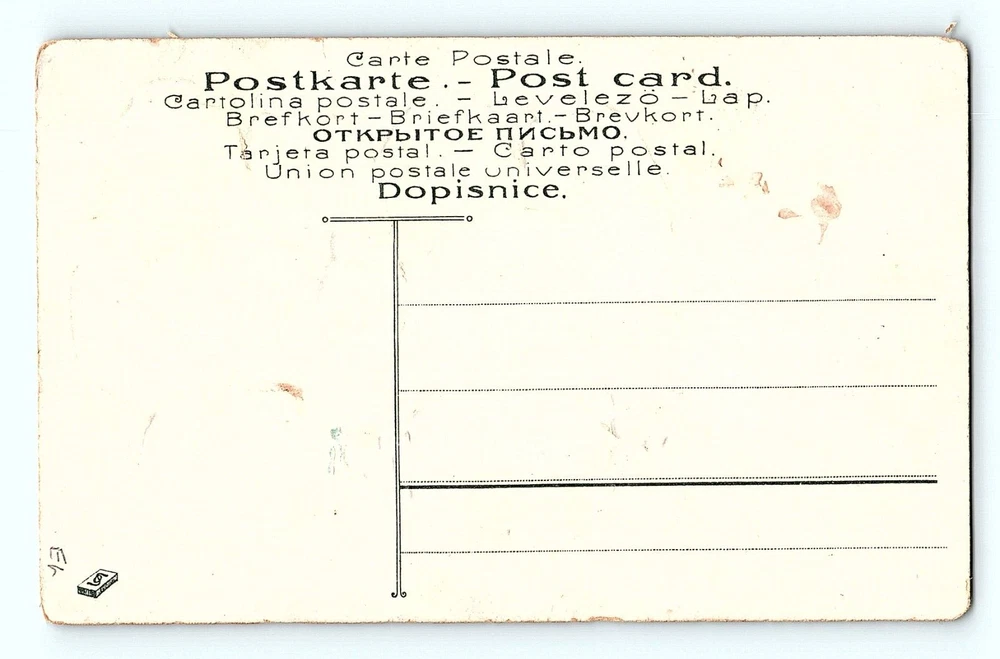 Carte Postale.
Postkarte. - Post card.
Cartolina postale. - Levelezö - Lap.
Brefkort - Briefkaart. - Brevkort.
ОТКРЫТОЕ ПИСЬМО.
Tarjeta postal. - Carto postal.
Union postale universelle.
Dopisnice.